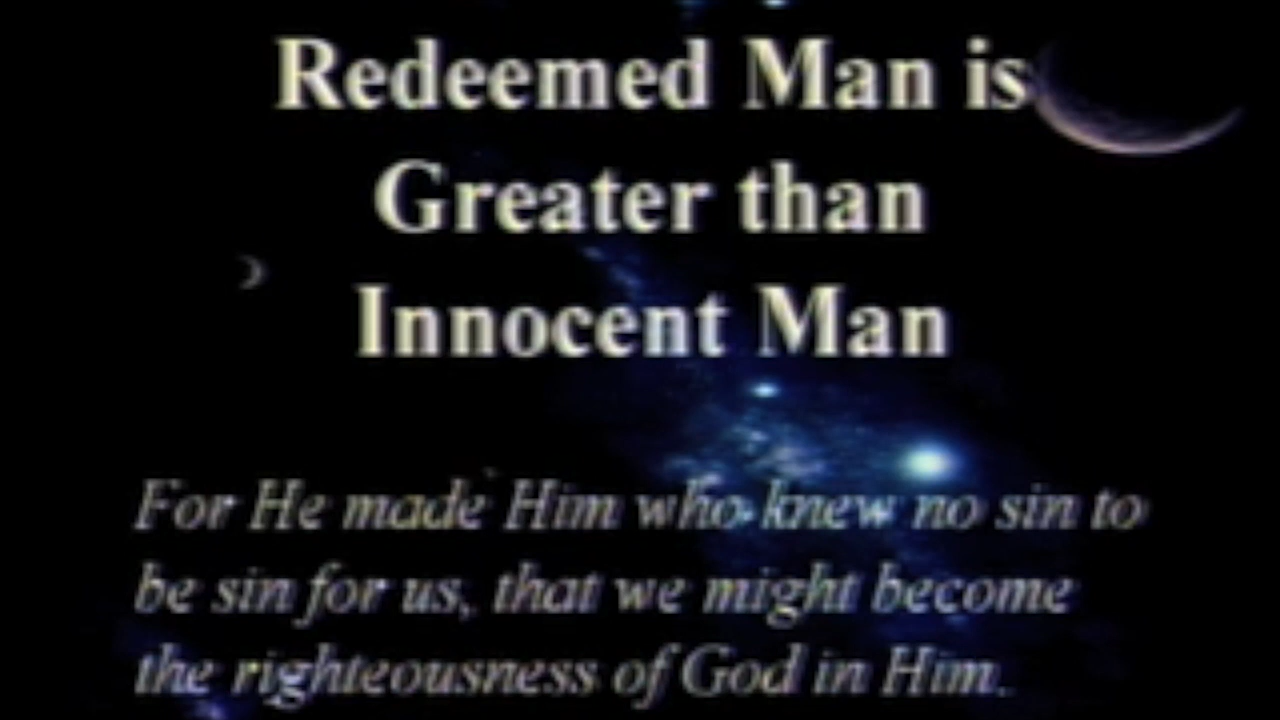 Redeemed Man is
Greater than
Innocent Man
For He made Him who knew no sin to
be sin for us, that we might become
the righteousness of God in Him.